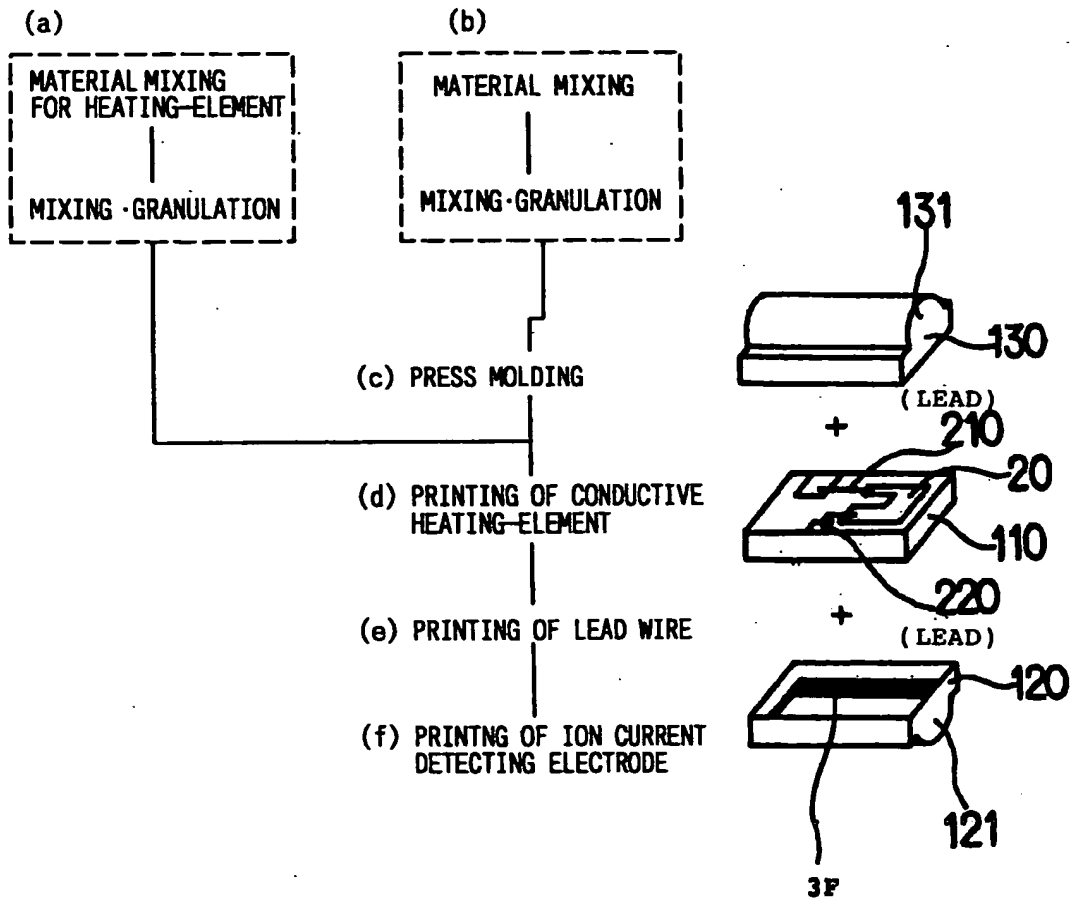 (a)
MATERIAL MIXING
FOR HEATING-ELEMENT
MIXING·GRANULATION
(b)
MATERIAL MIXING
MIXING·GRANULATION
(c) PRESS MOLDING
(d) PRINTING OF CONDUCTIVE
HEATING-ELEMENT
(e) PRINTING OF LEAD WIRE
(f) PRINTNG OF ION CURRENT
DETECTING ELECTRODE
131
130
(LEAD)
+
210
20
110
220
+
(LEAD)
120
121
3F